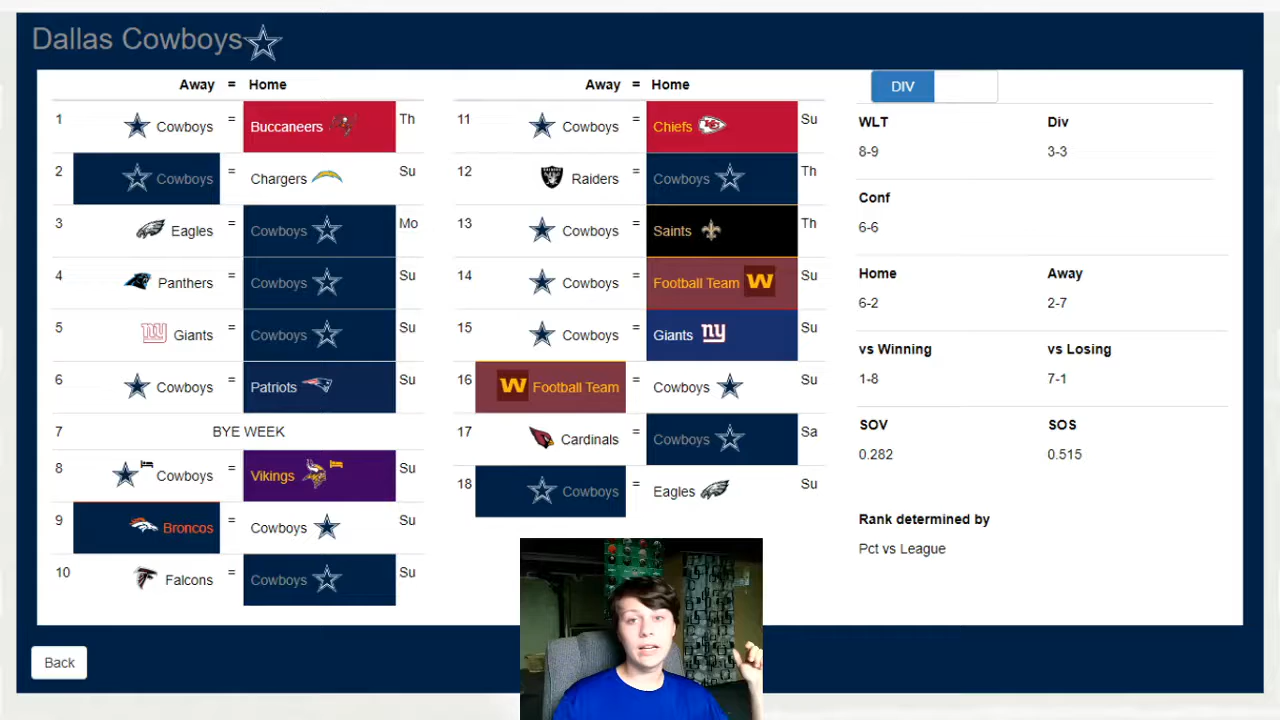 Dallas Cowboys
Away = Home
1 Cowboys = Buccaneers Th
2 Cowboys = Chargers Su
3 Eagles = Cowboys Mo
4 Panthers = Cowboys Su
5 Giants = Cowboys Su
6 Cowboys = Patriots Su
7 BYE WEEK
8 Cowboys = Vikings Su
9 Broncos = Cowboys Su
10 Falcons = Cowboys Su
Away = Home
11 Cowboys = Chiefs Su
12 Raiders = Cowboys Th
13 Cowboys = Saints Th
14 Cowboys = Football Team W Su
15 Cowboys = Giants ny Su
16 W Football Team = Cowboys Su
17 Cardinals = Cowboys Sa
18 Cowboys = Eagles Su
DIV
WLT Div
8-9 3-3
Conf
6-6
Home Away
6-2 2-7
vs Winning vs Losing
1-8 7-1
SOV SOS
0.282 0.515
Rank determined by
Pct vs League
Back